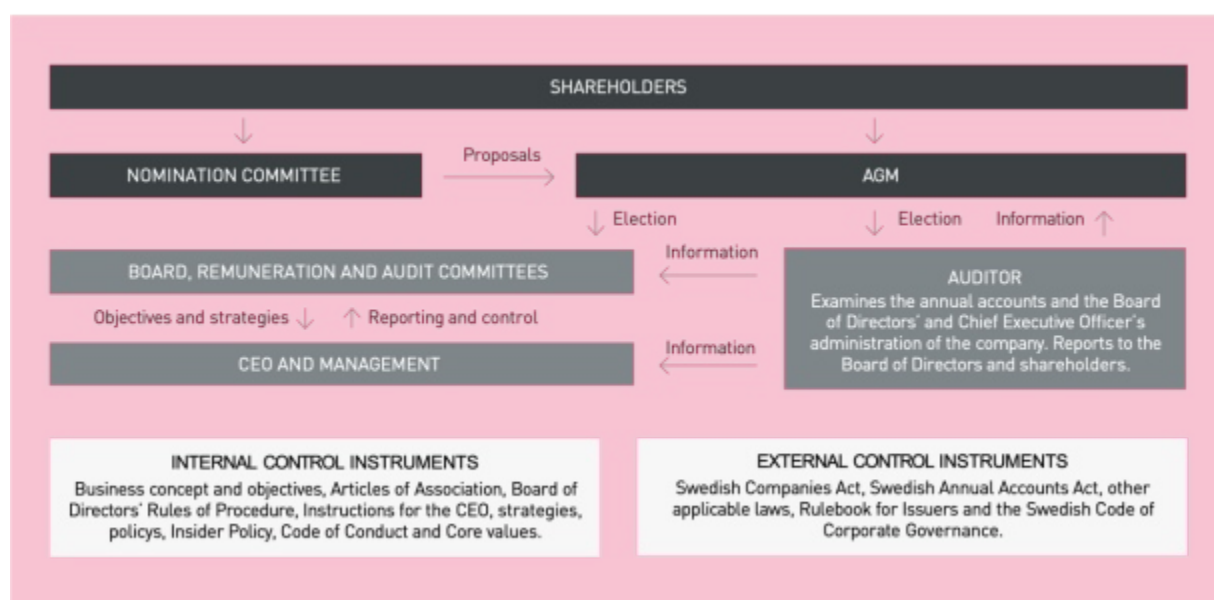 SHAREHOLDERS
Proposals
NOMINATION COMMITTEE
AGM
Election
Election
Information
BOARD, REMUNERATION AND AUDIT COMMITTEES
Information
AUDITOR
Examines the annual accounts and the Board
of Directors´ and Chief Executive Officer´s
administration of the company. Reports to the
Board of Directors and shareholders.
Objectives and strategies
Reporting and control
CEO AND MANAGEMENT
Information
INTERNAL CONTROL INSTRUMENTS
Business concept and objectives, Articles of Association, Board of
Directors' Rules of Procedure, Instructions for the CEO, strategies,
policys, Insider Policy, Code of Conduct and Core values.
EXTERNAL CONTROL INSTRUMENTS
Swedish Companies Act, Swedish Annual Accounts Act, other
applicable laws, Rulebook for Issuers and the Swedish Code of
Corporate Governance.